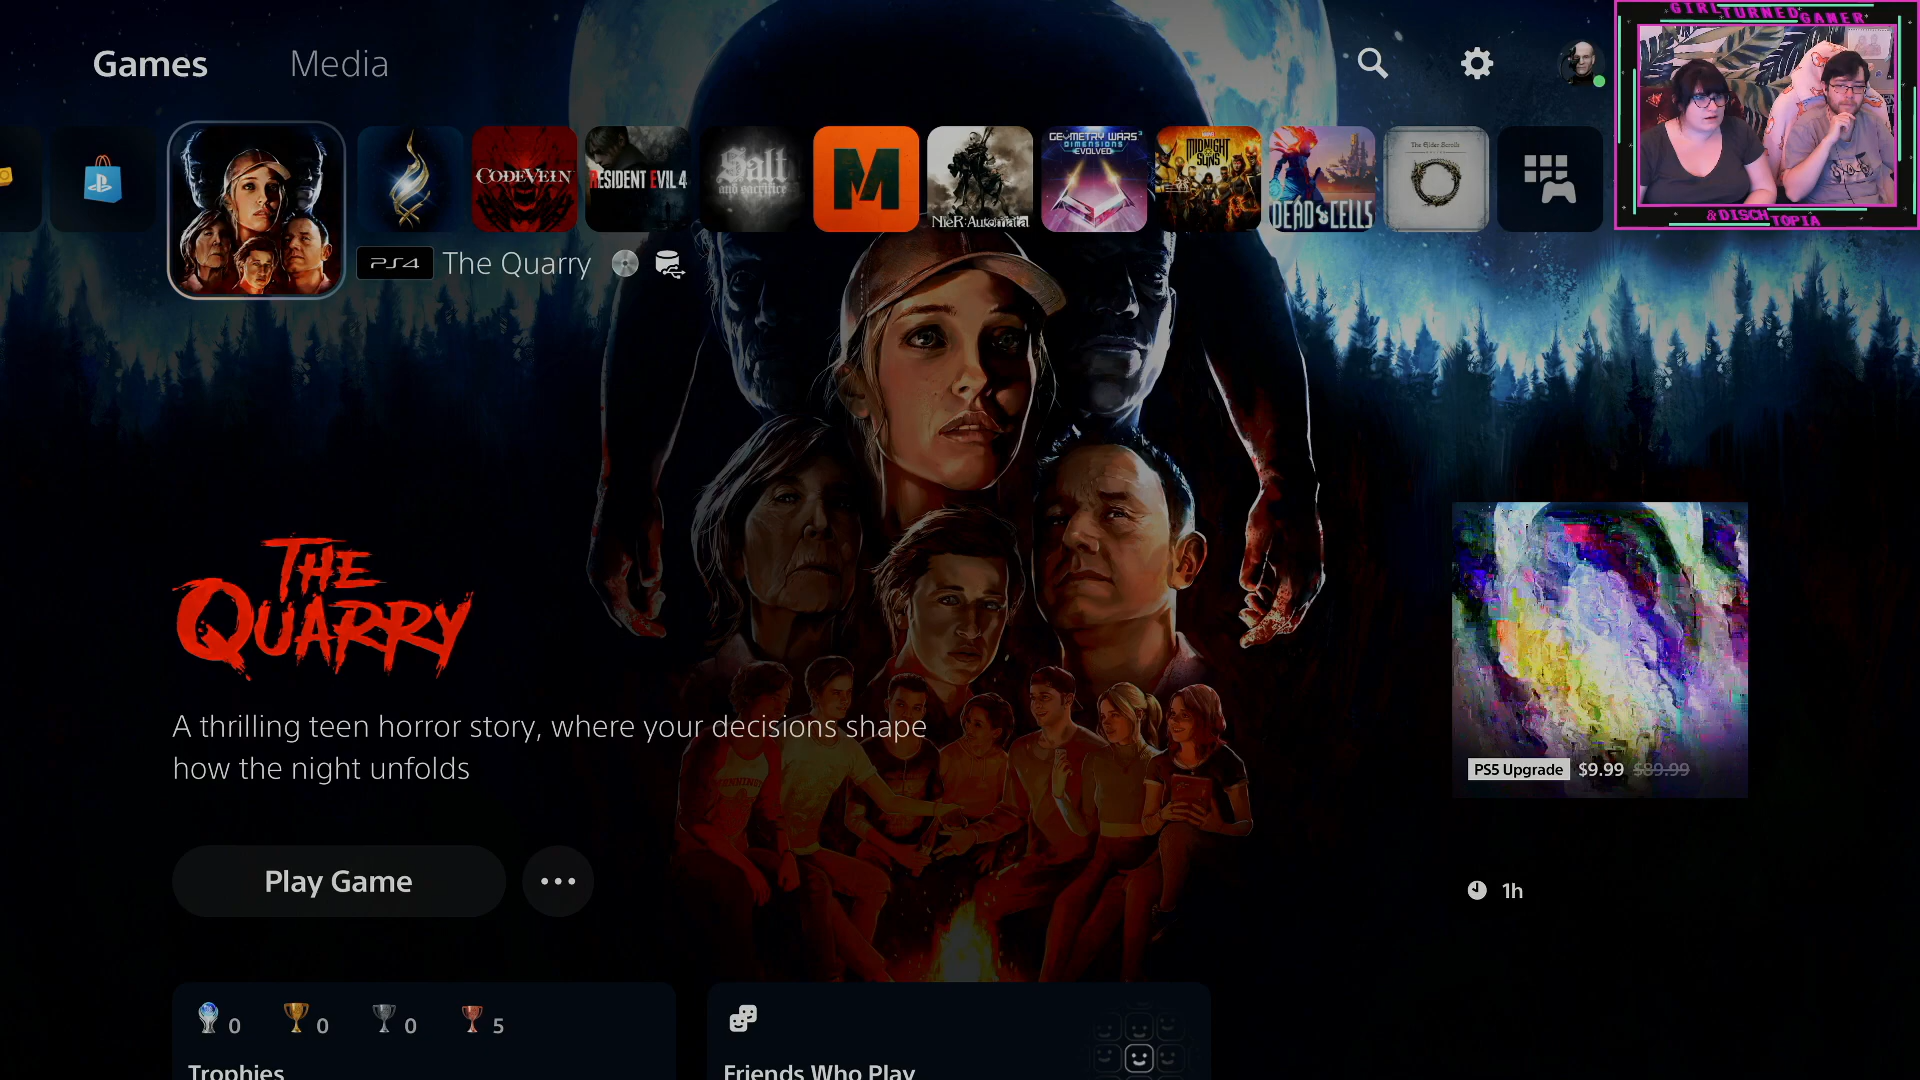 Games
Media
GIRL TURNED GAMER
& DISCHTOPIA
CODE VEIN
RESIDENT EVIL 4
Salt
and sacrifice
M
NieR:Automata
GEOMETRY WARS3
DIMENSIONS
EVOLVED
MARVEL
MIDNIGHT
SUNS
DEAD CELLS
The Elder Scrolls
PS4
The Quarry
THE
QUARRY
A thrilling teen horror story, where your decisions shape
how the night unfolds
PS5 Upgrade $9.99 $89.99
Play Game
1h
0 0 0 5
Trophies
Friends Who Play